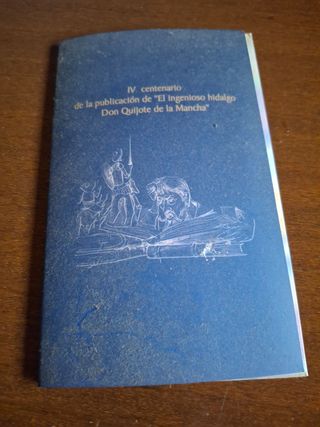 IV centenario
de la publicación de "El ingenioso hidalgo
Don Quijote de la Mancha"